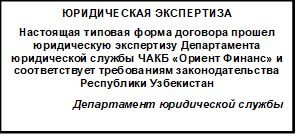 ЮРИДИЧЕСКАЯ ЭКСПЕРТИЗА
Настоящая типовая форма договора прошел
юридическую экспертизу Департамента
юридической службы ЧАКБ «Ориент Финанс» и
соответствует требованиям законодательства
Республики Узбекистан
Департамент юридической службы